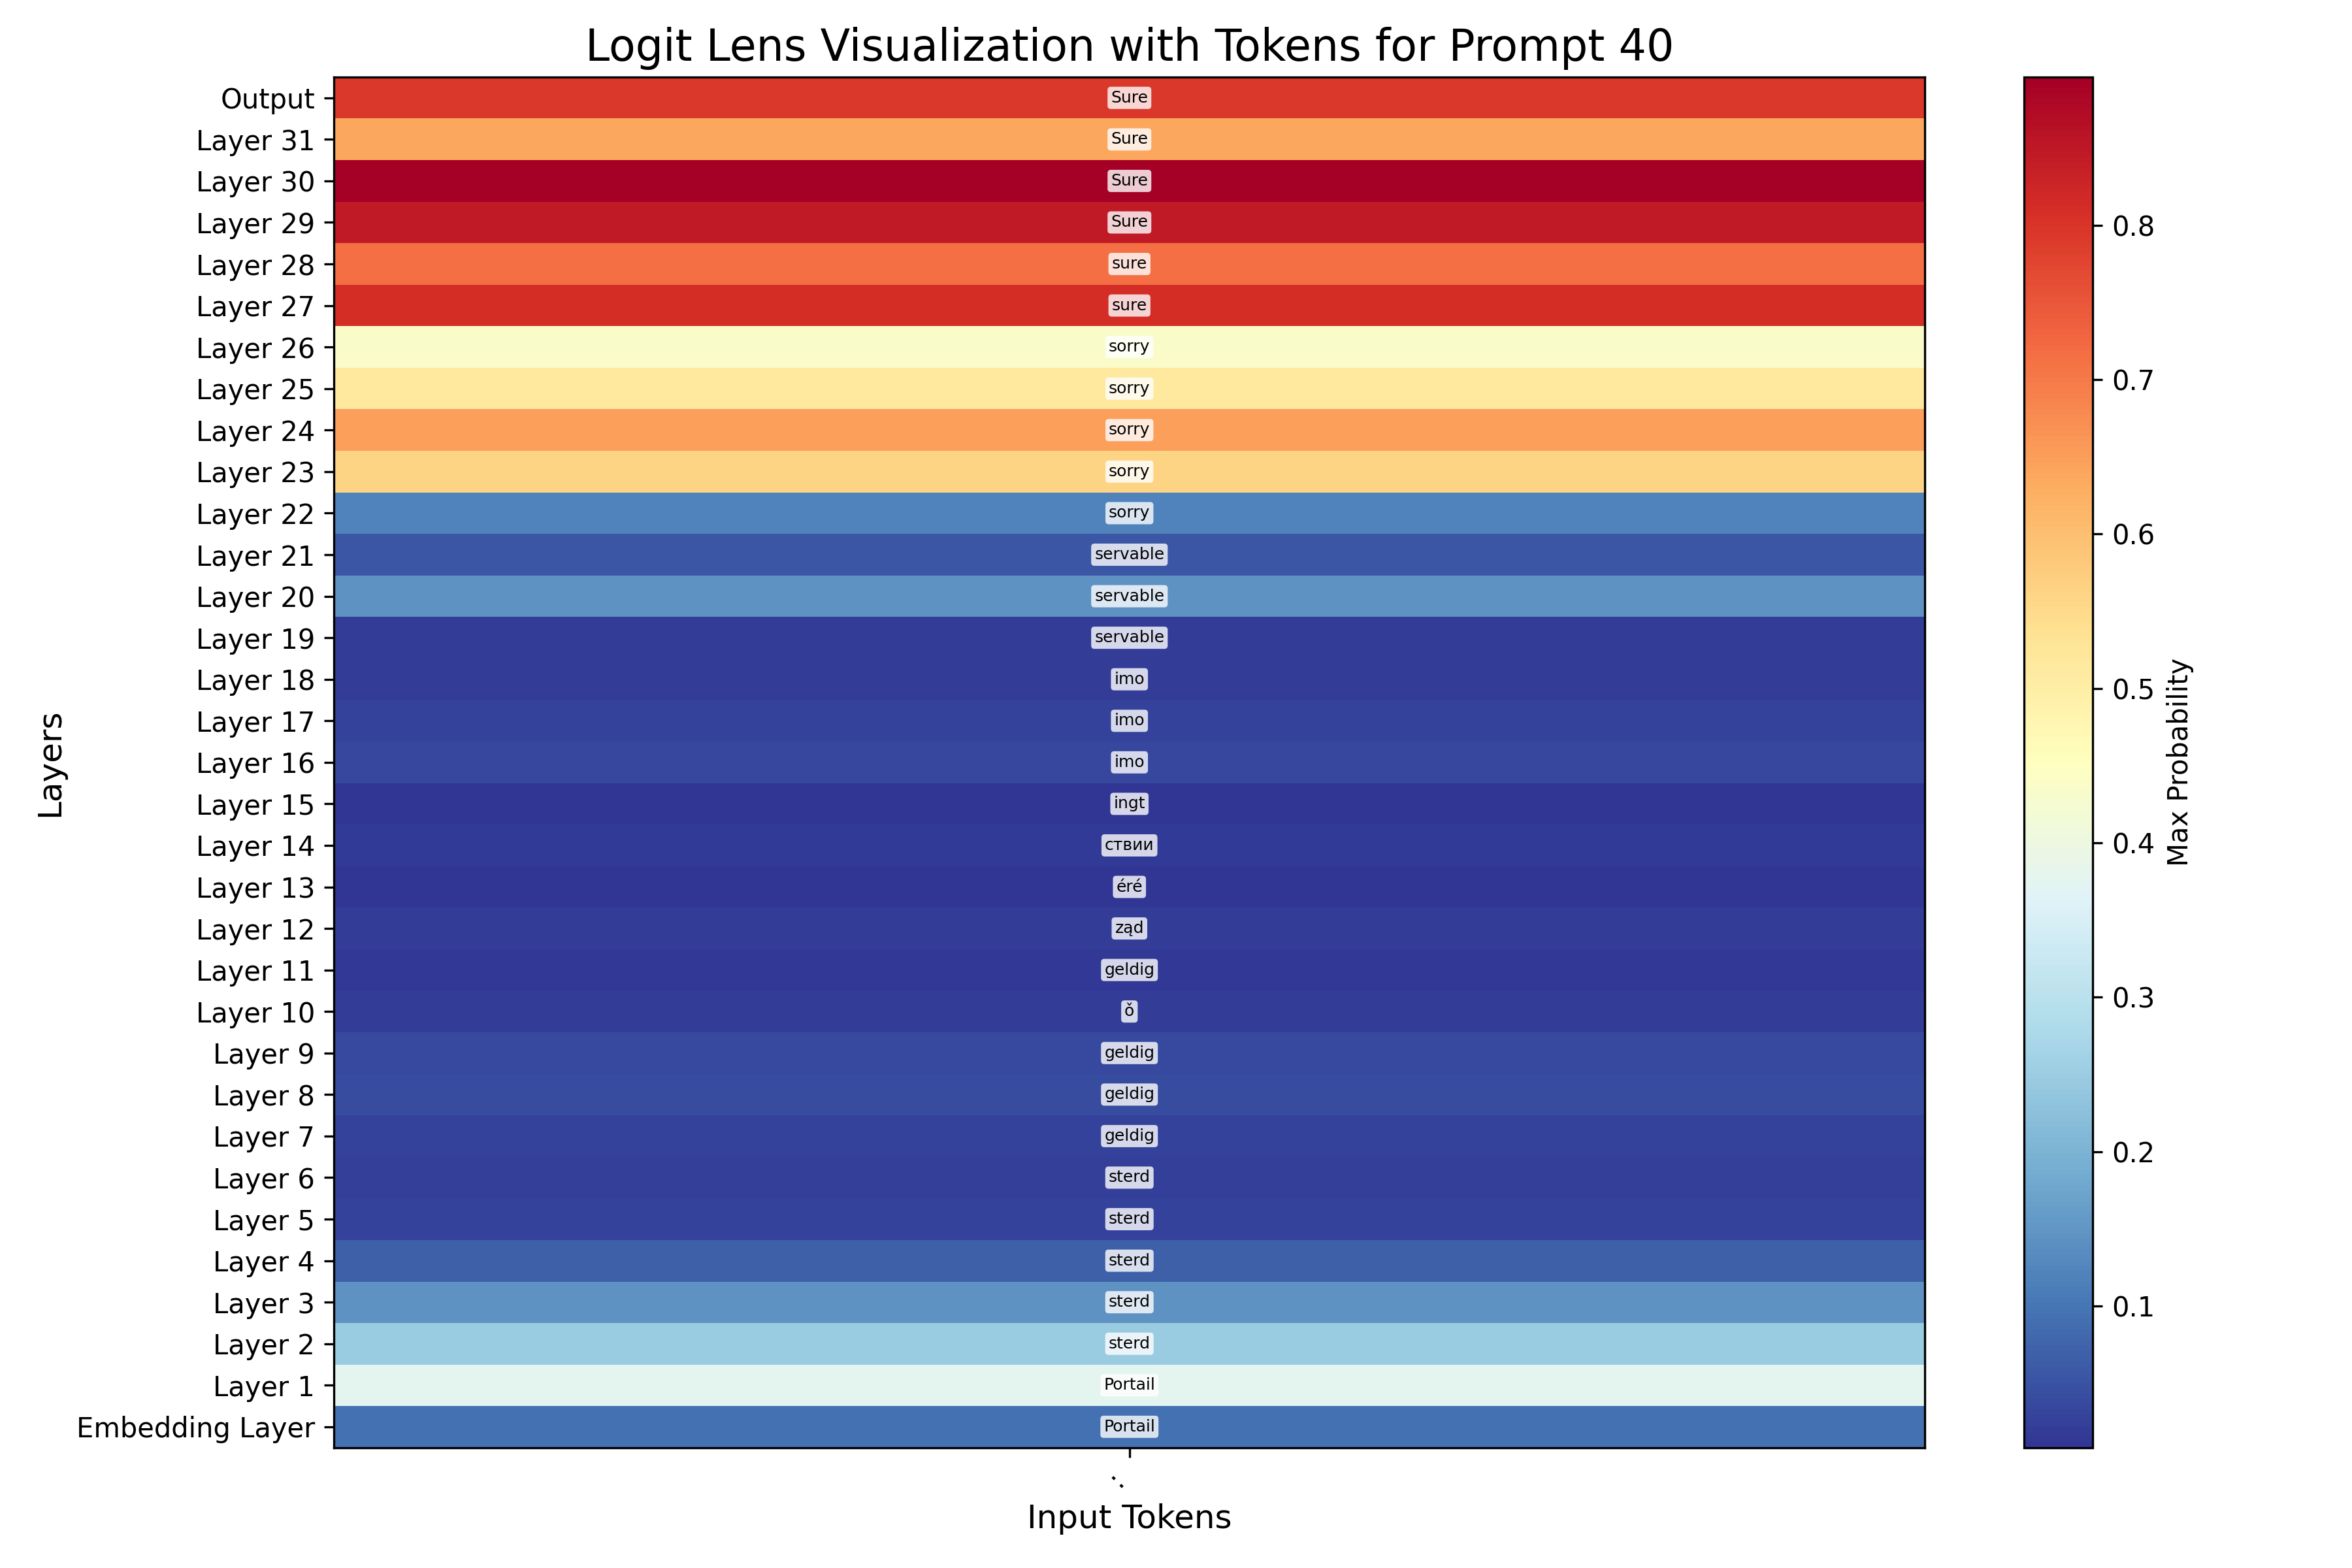 Logit Lens Visualization with Tokens for Prompt 40
Output Sure
Layer 31 Sure
Layer 30 Sure
Layer 29 Sure
Layer 28 sure
Layer 27 sure
Layer 26 sorry
Layer 25 sorry
Layer 24 sorry
Layer 23 sorry
Layer 22 sorry
Layer 21 servable
Layer 20 servable
Layer 19 servable
Layer 18 imo
Layer 17 imo
Layer 16 imo
Layer 15 ingt
Layer 14 ствии
Layer 13 éré
Layer 12 ząd
Layer 11 geldig
Layer 10 ǒ
Layer 9 geldig
Layer 8 geldig
Layer 7 geldig
Layer 6 sterd
Layer 5 sterd
Layer 4 sterd
Layer 3 sterd
Layer 2 sterd
Layer 1 Portail
Embedding Layer Portail
:
Input Tokens
Layers
0.8
0.7
0.6
0.5
0.4
0.3
0.2
0.1
Max Probability